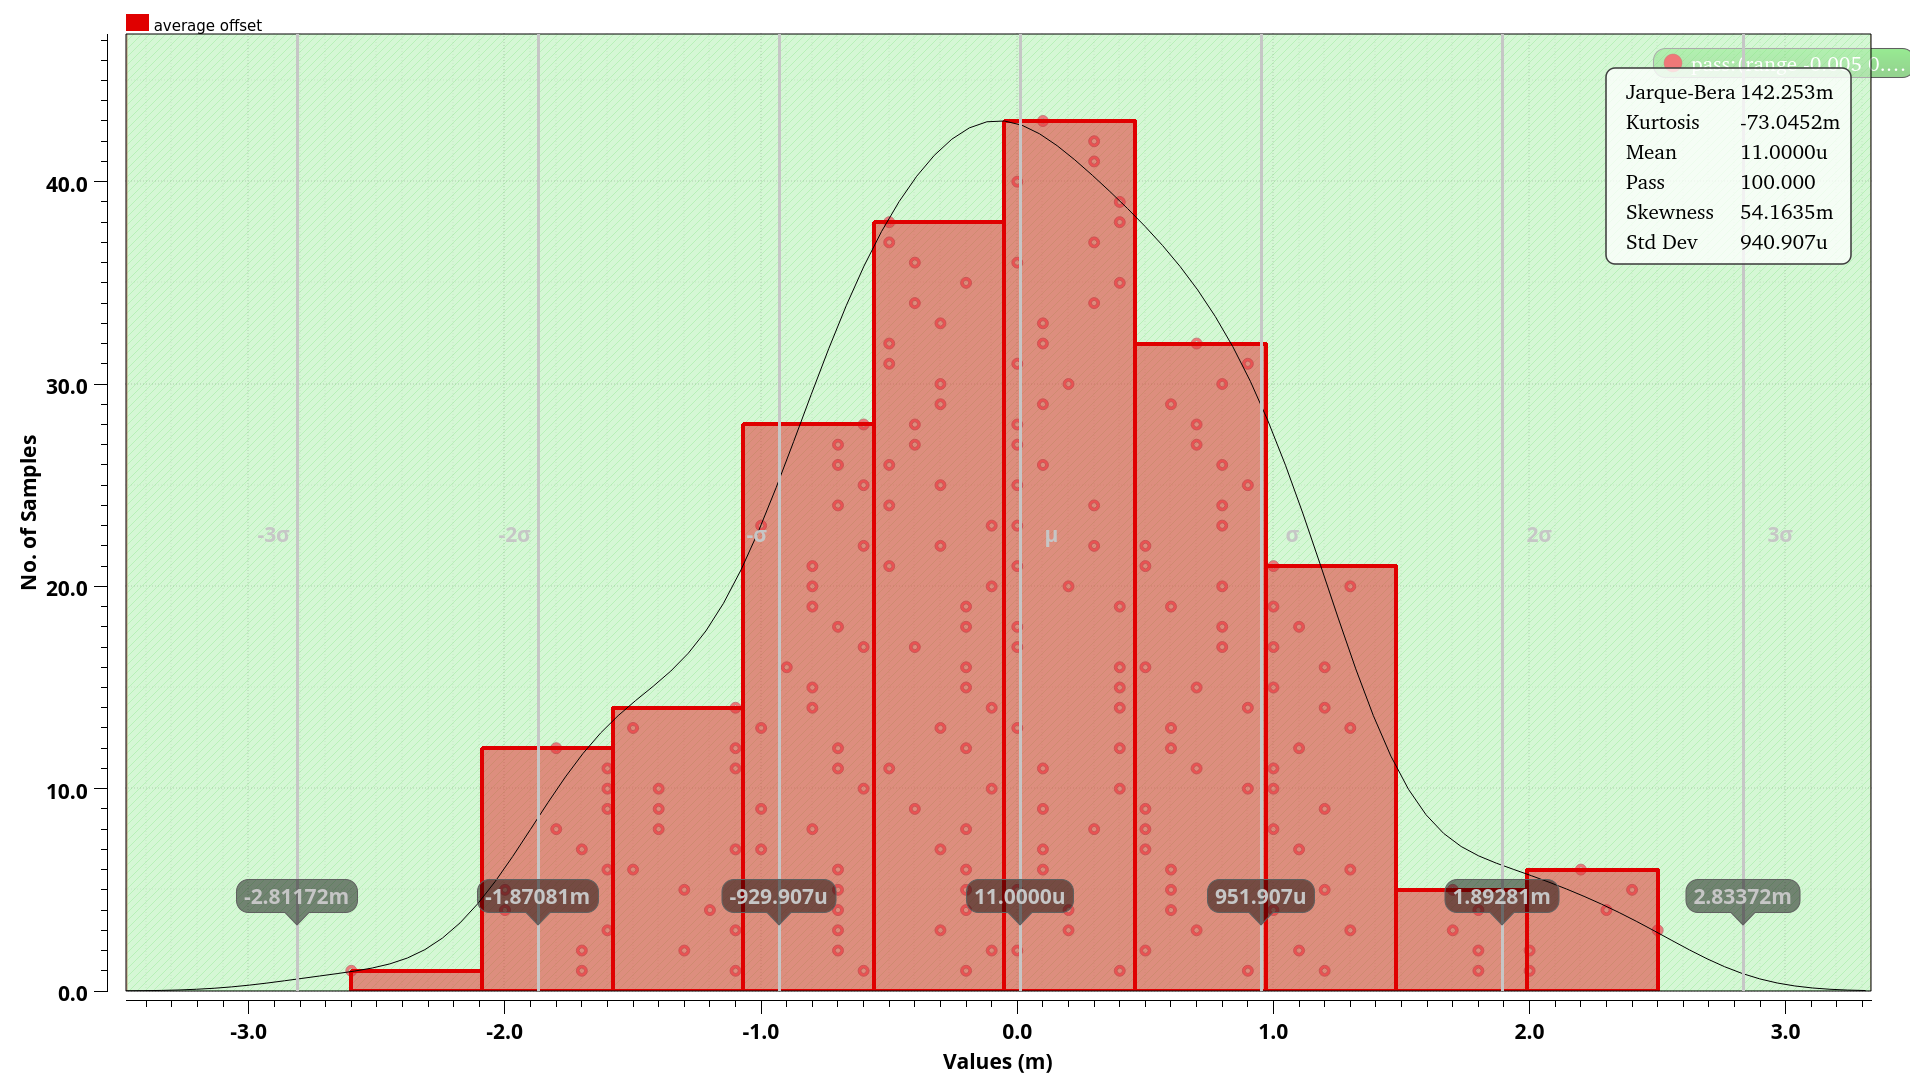 average offset
pass:(range -0.005 0....
Jarque-Bera 142.253m
Kurtosis -73.0452m
Mean 11.0000u
Pass 100.000
Skewness 54.1635m
Std Dev 940.907u
40.0
30.0
20.0
10.0
0.0
No. of Samples
-3σ -2σ -σ μ σ 2σ 3σ
-2.81172m -1.87081m -929.907u 11.0000u 951.907u 1.89281m 2.83372m
-3.0 -2.0 -1.0 0.0 1.0 2.0 3.0
Values (m)